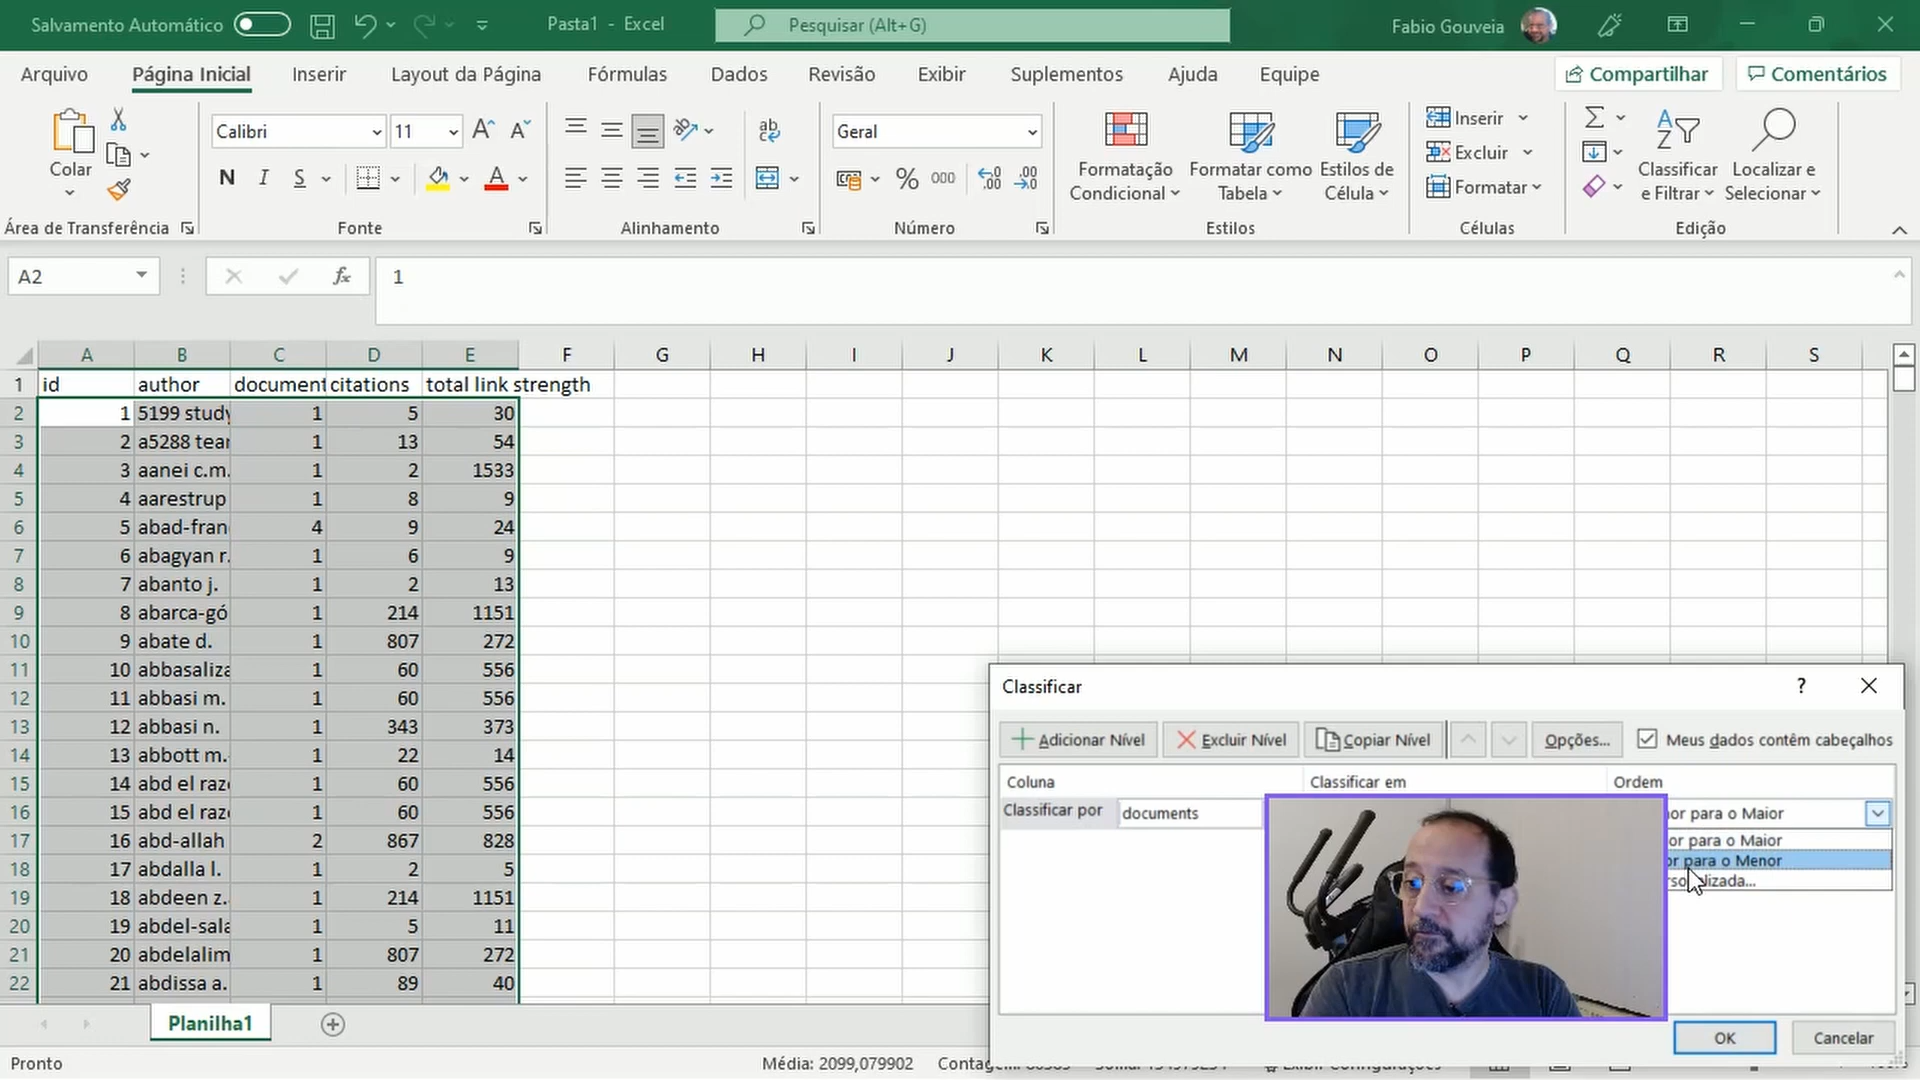 Salvamento Automático
Pasta1 - Excel
Pesquisar (Alt+G)
Fabio Gouveia
Arquivo
Página Inicial
Inserir
Layout da Página
Fórmulas
Dados
Revisão
Exibir
Suplementos
Ajuda
Equipe
Compartilhar
Comentários
Colar
Calibri
11
N I S
Geral
% 000
Formatação Condicional
Formatar como Tabela
Estilos de Célula
Inserir
Excluir
Formatar
Classificar e Filtrar
Localizar e Selecionar
Área de Transferência
Fonte
Alinhamento
Número
Estilos
Células
Edição
A2
fx
1
A B C D E F G H I J K L M N O P Q R S
1 id author document citations total link strength
2 1 5199 study 1 5 30
3 2 a5288 tear 1 13 54
4 3 aanei c.m. 1 2 1533
5 4 aarestrup 1 8 9
6 5 abad-fran 4 9 24
7 6 abagyan r. 1 6 9
8 7 abanto j. 1 2 13
9 8 abarca-gó 1 214 1151
10 9 abate d. 1 807 272
11 10 abbasaliza 1 60 556
12 11 abbasi m. 1 60 556
13 12 abbasi n. 1 343 373
14 13 abbott m. 1 22 14
15 14 abd el raz 1 60 556
16 15 abd el raz 1 60 556
17 16 abd-allah 2 867 828
18 17 abdalla l. 1 2 5
19 18 abdeen z. 1 214 1151
20 19 abdel-sala 1 5 11
21 20 abdelalim 1 807 272
22 21 abdissa a. 1 89 40
Classificar
?
Adicionar Nível
Excluir Nível
Copiar Nível
Opções...
Meus dados contêm cabeçalhos
Coluna
Classificar em
Ordem
Classificar por
documents
or para o Maior
or para o Maior
or para o Menor
OK
Cancelar
Planilha1
Pronto
Média: 2099,079902